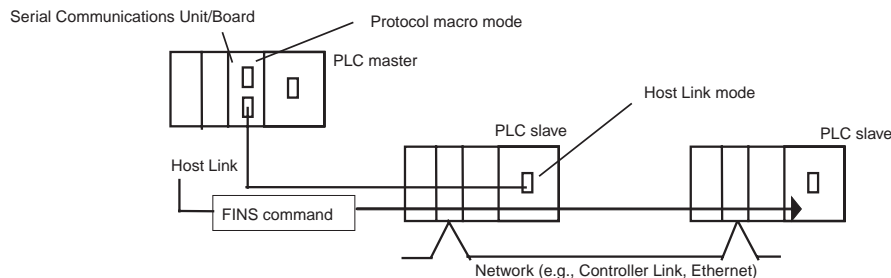 Serial Communications Unit/Board
Protocol macro mode
PLC master
Host Link mode
PLC slave
PLC slave
Host Link
FINS command
Network (e.g., Controller Link, Ethernet)